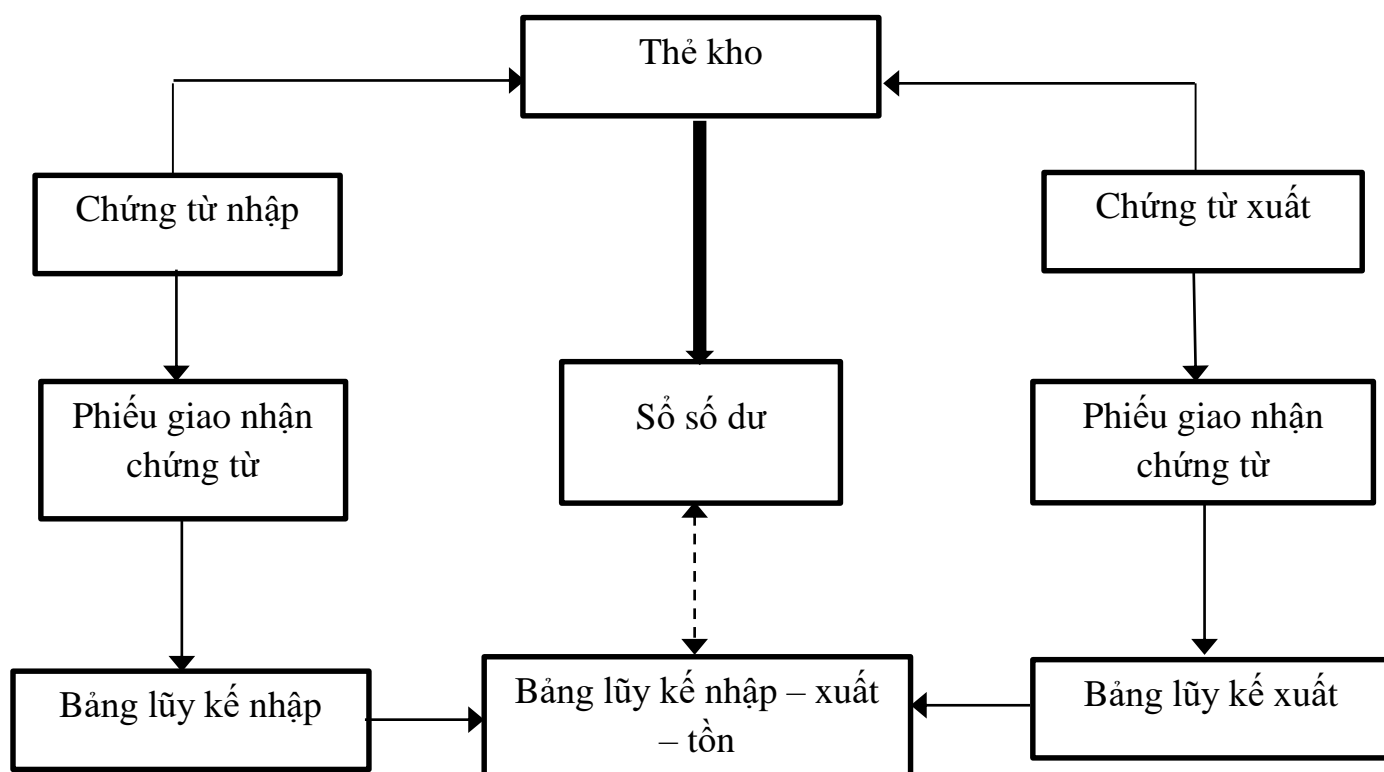 Thẻ kho
Chứng từ nhập
Chứng từ xuất
Phiếu giao nhận
chứng từ
Sổ số dư
Phiếu giao nhận
chứng từ
Bảng lũy kế nhập
Bảng lũy kế nhập – xuất
– tồn
Bảng lũy kế xuất